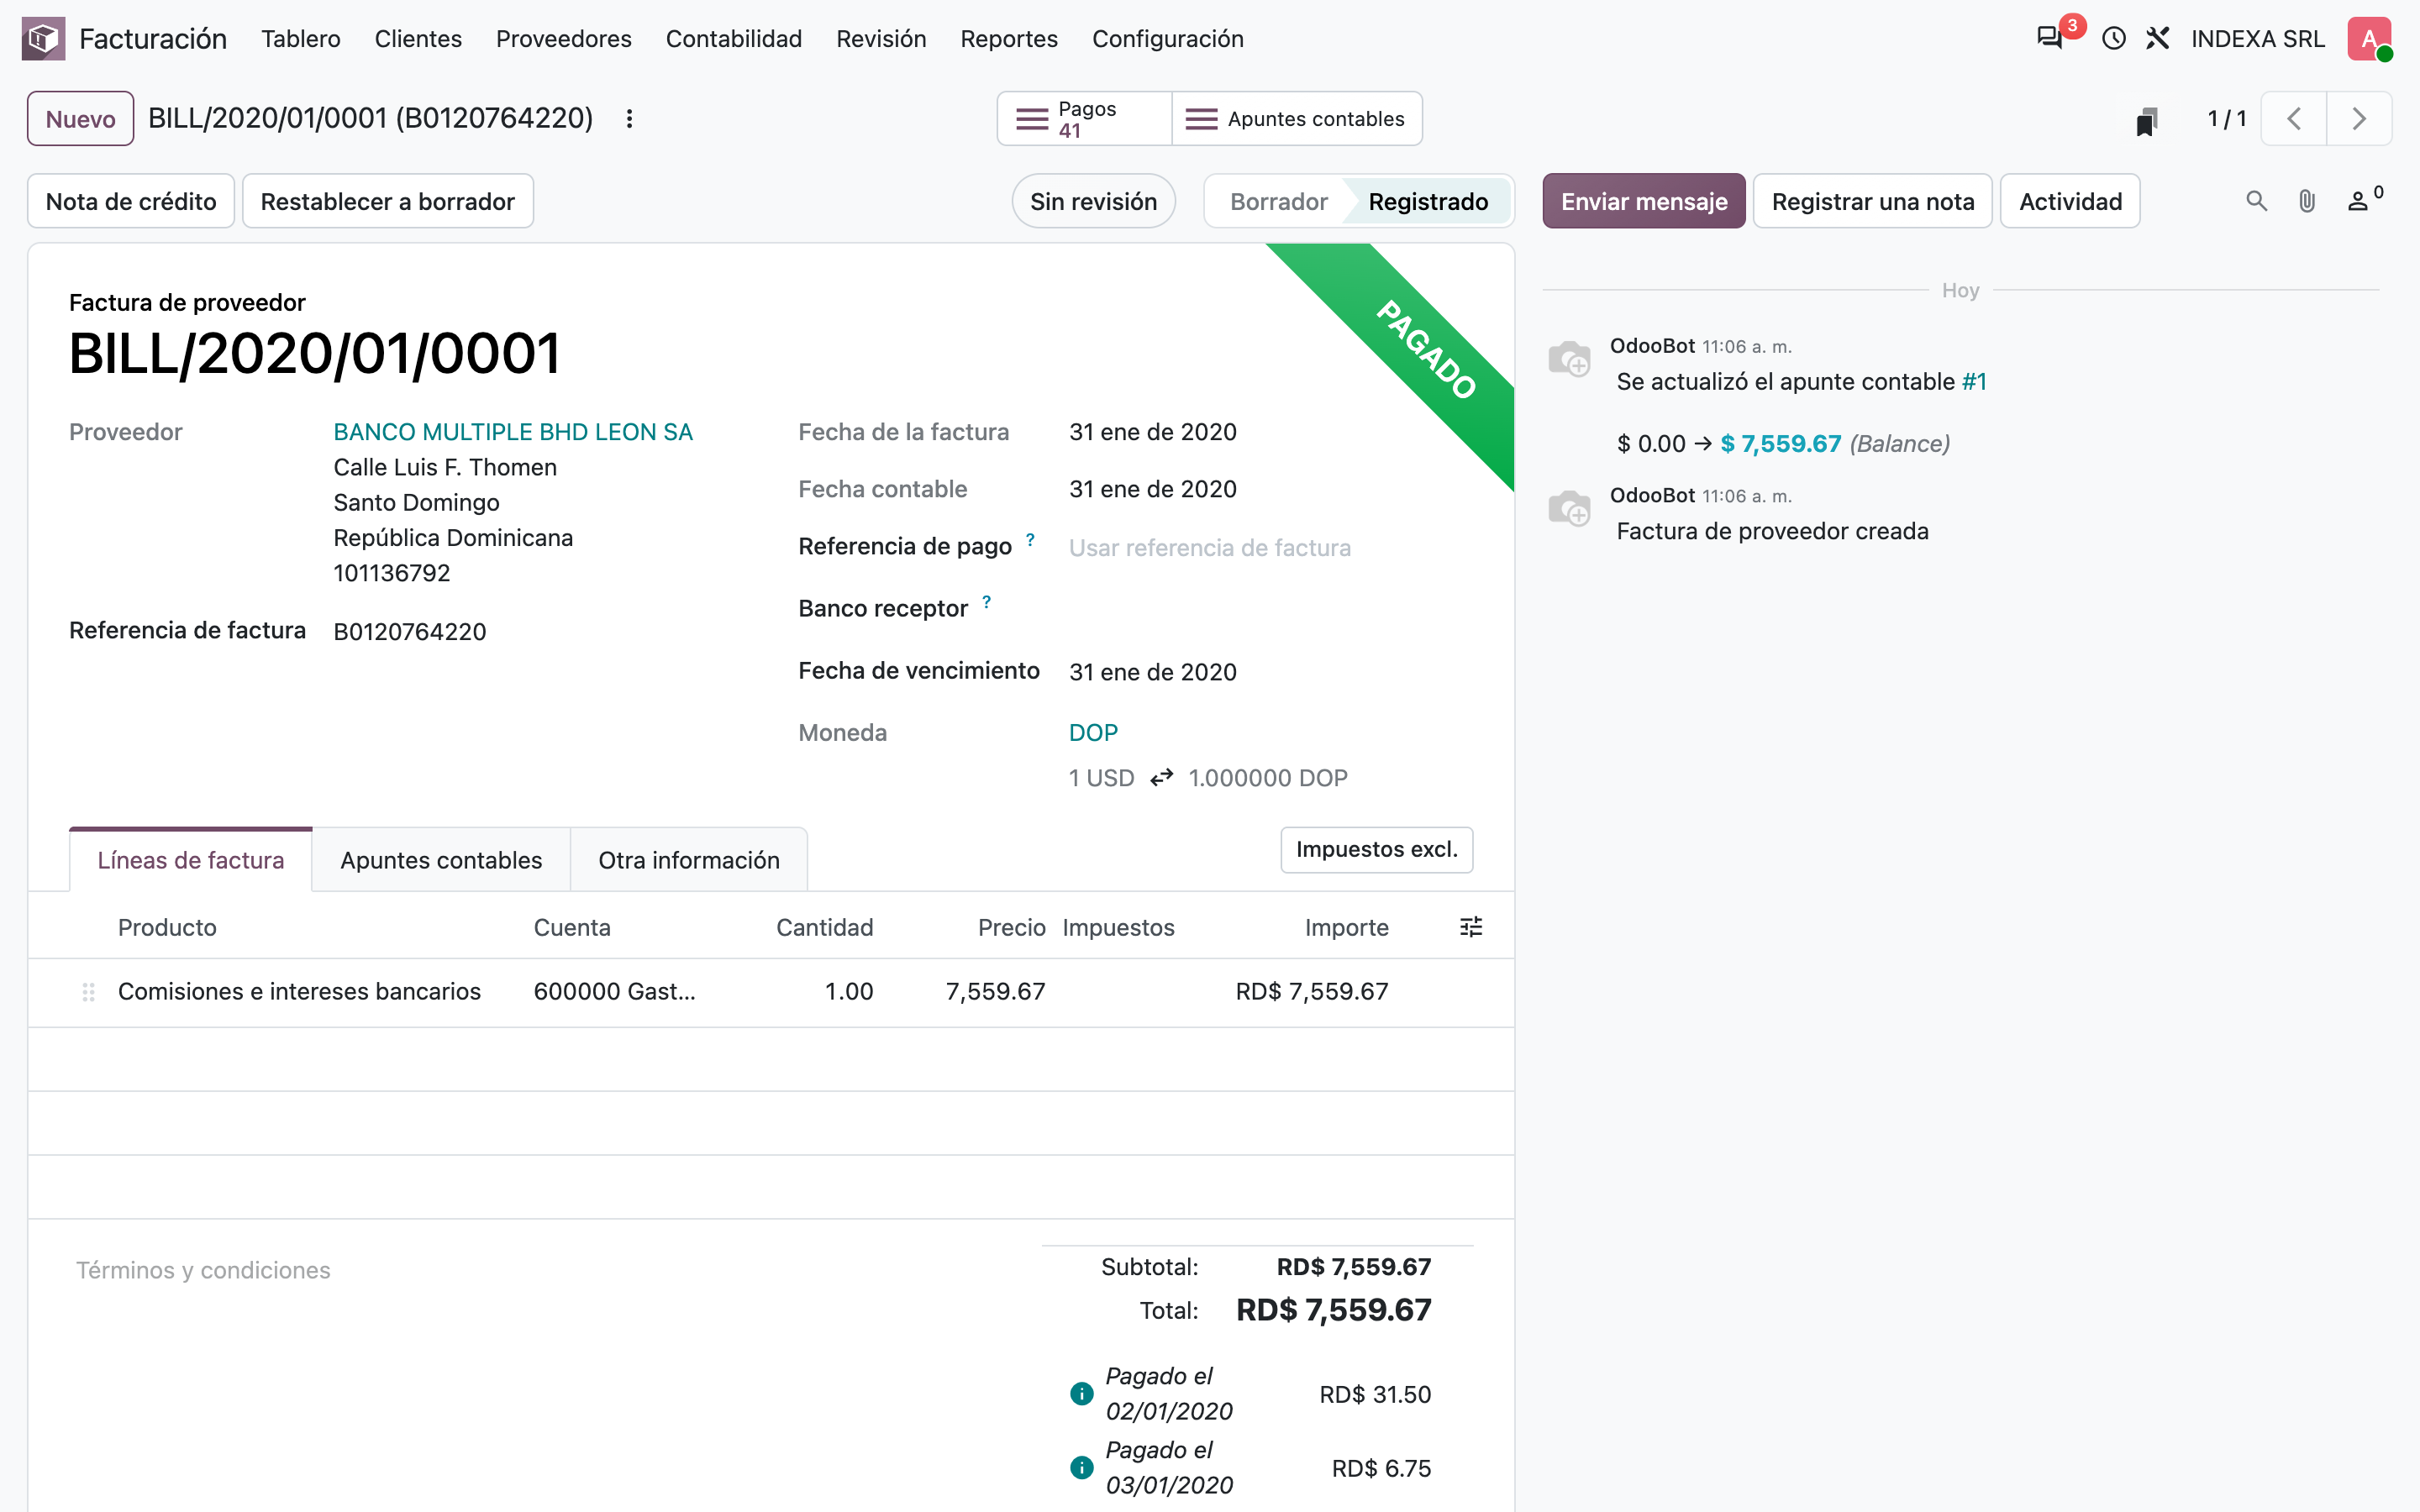 Facturación Tablero Clientes Proveedores Contabilidad Revisión Reportes Configuración 3 INDEXA SRL A
Nuevo BILL/2020/01/0001 (B0120764220) Pagos 41 Apuntes contables 1 / 1
Nota de crédito Restablecer a borrador Sin revisión Borrador Registrado Enviar mensaje Registrar una nota Actividad 0
PAGADO
Factura de proveedor
BILL/2020/01/0001
Proveedor BANCO MULTIPLE BHD LEON SA
Calle Luis F. Thomen
Santo Domingo
República Dominicana
101136792
Referencia de factura B0120764220
Fecha de la factura 31 ene de 2020
Fecha contable 31 ene de 2020
Referencia de pago ? Usar referencia de factura
Banco receptor ?
Fecha de vencimiento 31 ene de 2020
Moneda DOP
1 USD 1.000000 DOP
Líneas de factura Apuntes contables Otra información Impuestos excl.
Producto Cuenta Cantidad Precio Impuestos Importe
Comisiones e intereses bancarios 600000 Gast... 1.00 7,559.67 RD$ 7,559.67
Términos y condiciones
Subtotal: RD$ 7,559.67
Total: RD$ 7,559.67
Pagado el
02/01/2020 RD$ 31.50
Pagado el
03/01/2020 RD$ 6.75
Hoy
OdooBot 11:06 a. m.
Se actualizó el apunte contable #1
$ 0.00 → $ 7,559.67 (Balance)
OdooBot 11:06 a. m.
Factura de proveedor creada